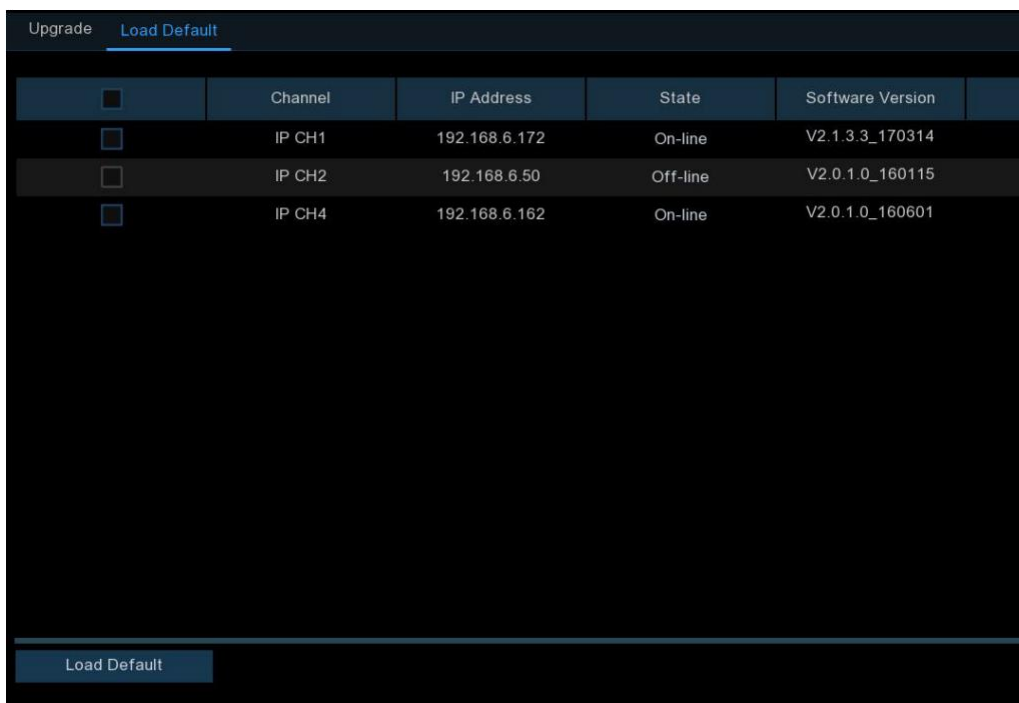 Upgrade Load Default
Channel IP Address State Software Version
IP CH1 192.168.6.172 On-line V2.1.3.3_170314
IP CH2 192.168.6.50 Off-line V2.0.1.0_160115
IP CH4 192.168.6.162 On-line V2.0.1.0_160601
Load Default